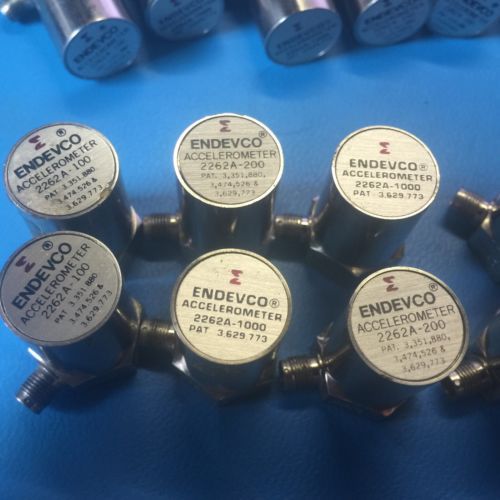 ENDEVCO
ENDEVCO
Σ
ENDEVCO®
ACCELEROMETER
2262A-100
PAT. 3,351,880,
3,474,526 &
3,629,773
Σ
ENDEVCO®
ACCELEROMETER
2262A-200
PAT. 3,351,880,
3,474,526 &
3,629,773
Σ
ENDEVCO®
ACCELEROMETER
2262A-1000
PAT 3.629.773
Σ
ENDEVCO®
ACCELEROMETER
2262A-100
PAT. 3,351,880
3,474,526 &
3,629,773
Σ
ENDEVCO®
ACCELEROMETER
2262A-1000
PAT 3.629 773
Σ
ENDEVCO®
ACCELEROMETER
2262A-200
PAT. 3,351,880,
3,474,526 &
3,629,773